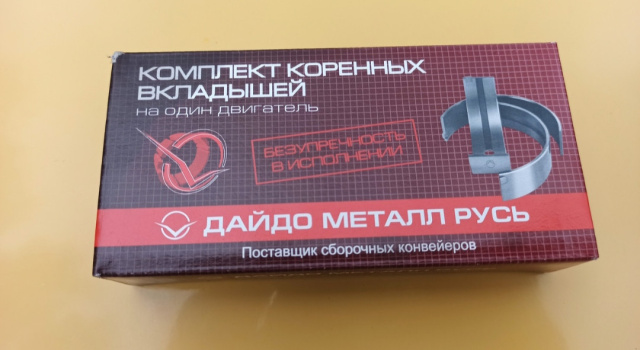 КОМПЛЕКТ КОРЕННЫХ
ВКЛАДЫШЕЙ
на один двигатель
БЕЗУПРЕЧНОСТЬ
В ИСПОЛНЕНИИ
ДАЙДО МЕТАЛЛ РУСЬ
Поставщик сборочных конвейеров